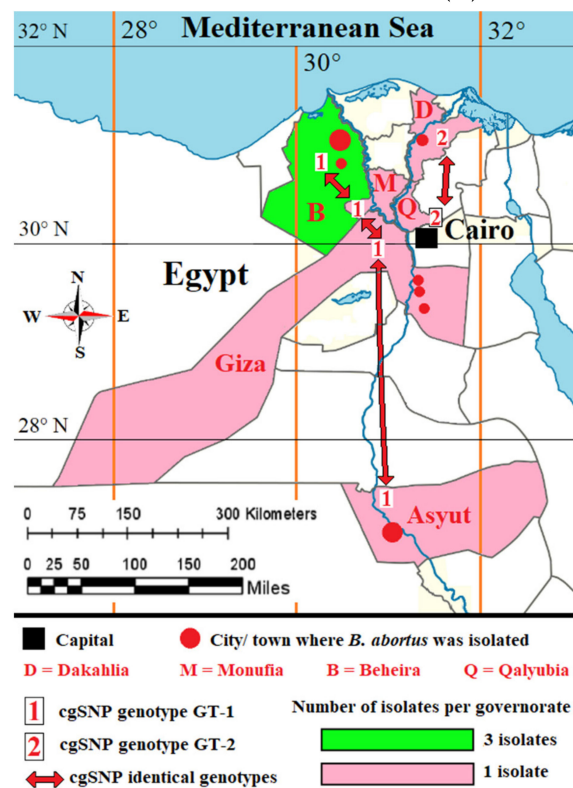 (
)
32° N
28°
Mediterranean Sea
32° N
30°
32°
D
2
1
M
B
1
Q
2
30° N
Cairo
30° N
1
Egypt
N
W
E
S
Giza
28° N
28° N
1
Asyut
0 75 150 300 Kilometers
0 25 50 100 150 200
Miles
Capital
City/ town where B. abortus was isolated
D = Dakahlia M = Monufia B = Beheira Q = Qalyubia
1 cgSNP genotype GT-1
2 cgSNP genotype GT-2
cgSNP identical genotypes
Number of isolates per governorate
3 isolates
1 isolate